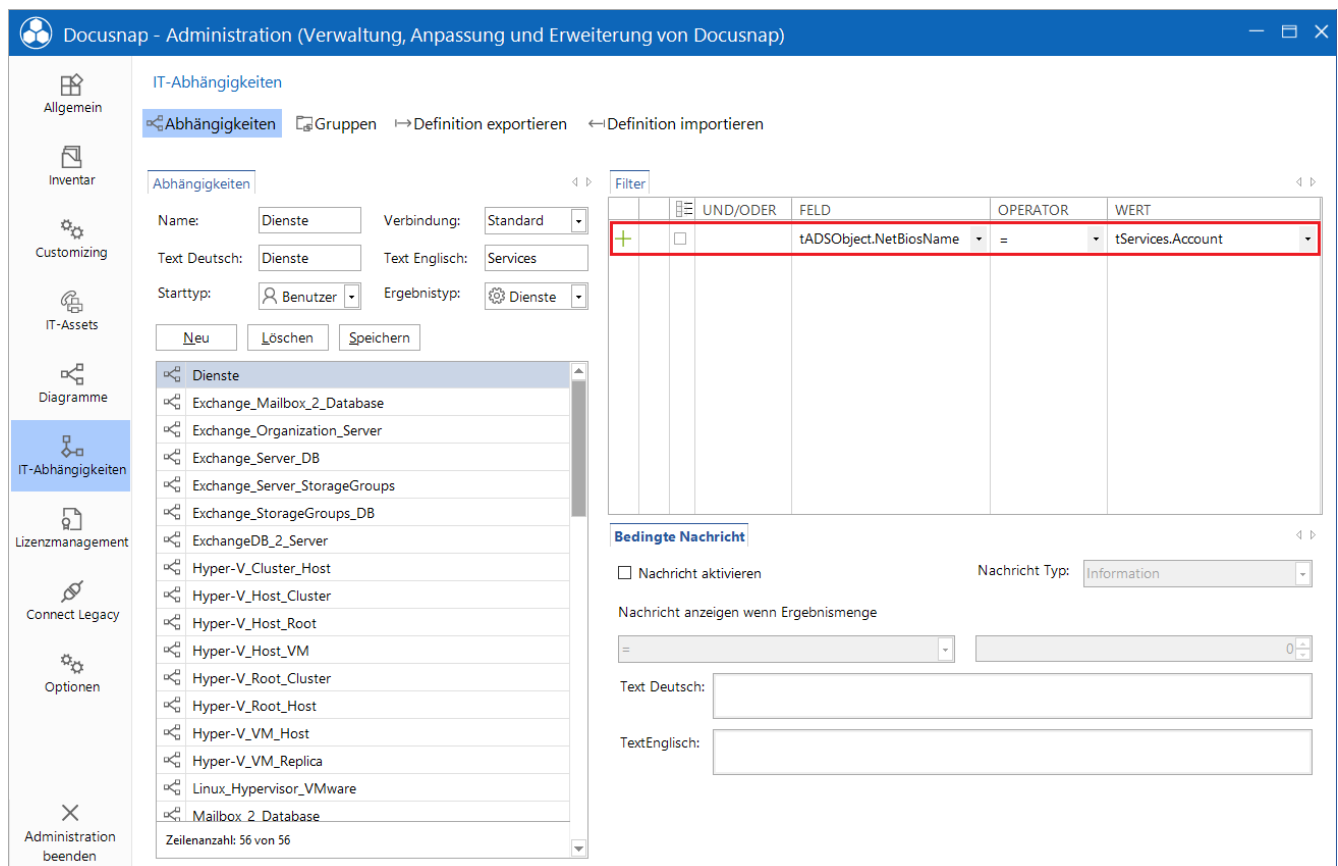 Docusnap - Administration (Verwaltung, Anpassung und Erweiterung von Docusnap)
Allgemein
Inventar
Customizing
IT-Assets
Diagramme
IT-Abhängigkeiten
Lizenzmanagement
Connect Legacy
Optionen
Administration
beenden
IT-Abhängigkeiten
Abhängigkeiten Gruppen Definition exportieren Definition importieren
Abhängigkeiten
Name: Dienste Verbindung: Standard
Text Deutsch: Dienste Text Englisch: Services
Starttyp: Benutzer Ergebnistyp: Dienste
Neu Löschen Speichern
Dienste
Exchange_Mailbox_2_Database
Exchange_Organization_Server
Exchange_Server_DB
Exchange_Server_StorageGroups
Exchange_StorageGroups_DB
ExchangeDB_2_Server
Hyper-V_Cluster_Host
Hyper-V_Host_Cluster
Hyper-V_Host_Root
Hyper-V_Host_VM
Hyper-V_Root_Cluster
Hyper-V_Root_Host
Hyper-V_VM_Host
Hyper-V_VM_Replica
Linux_Hypervisor_VMware
Mailbox_2_Database
Zeilenanzahl: 56 von 56
Filter
UND/ODER FELD OPERATOR WERT
tADSObject.NetBiosName = tServices.Account
Bedingte Nachricht
Nachricht aktivieren Nachricht Typ: Information
Nachricht anzeigen wenn Ergebnismenge
= 0
Text Deutsch:
TextEnglisch: